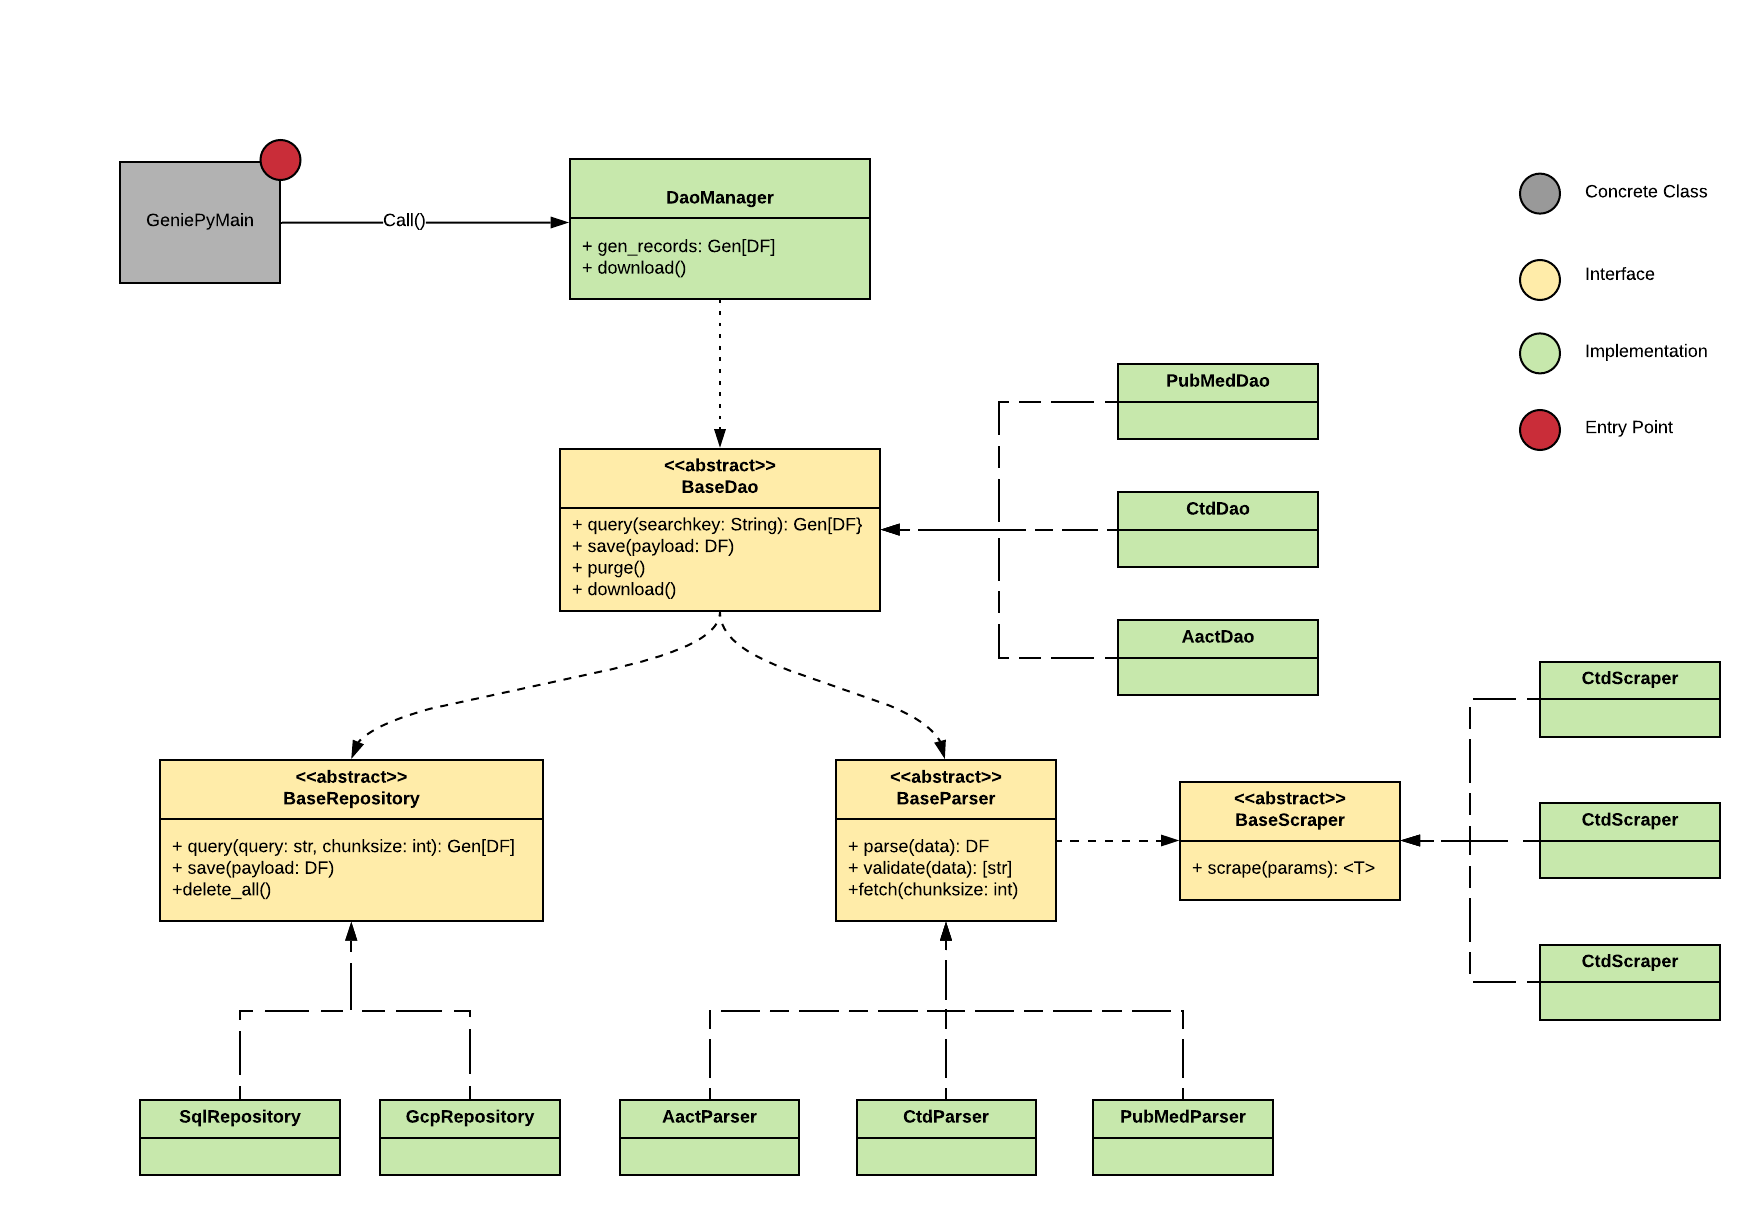 GeniePyMain
Call()
DaoManager
+ gen_records: Gen[DF]
+ download()
Concrete Class
Interface
Implementation
Entry Point
<<abstract>>
BaseDao
+ query(searchkey: String): Gen[DF}
+ save(payload: DF)
+ purge()
+ download()
PubMedDao
CtdDao
AactDao
<<abstract>>
BaseRepository
+ query(query: str, chunksize: int): Gen[DF]
+ save(payload: DF)
+delete_all()
<<abstract>>
BaseParser
+ parse(data): DF
+ validate(data): [str]
+fetch(chunksize: int)
<<abstract>>
BaseScraper
+ scrape(params): <T>
CtdScraper
CtdScraper
CtdScraper
SqlRepository
GcpRepository
AactParser
CtdParser
PubMedParser